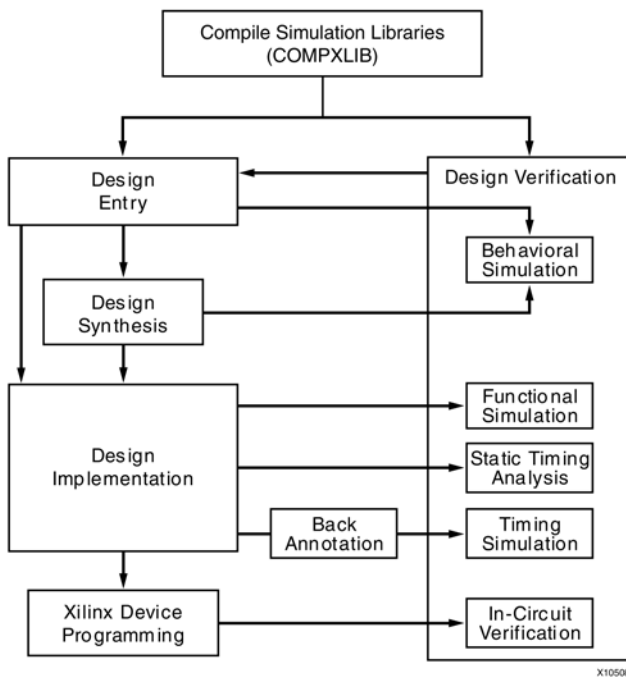 Compile Simulation Libraries
(COMPXLIB)
Design
Entry
Design Verification
Behavioral
Simulation
Design
Synthesis
Functional
Simulation
Design
Implementation
Static Timing
Analysis
Back
Annotation
Timing
Simulation
Xilinx Device
Programming
In-Circuit
Verification